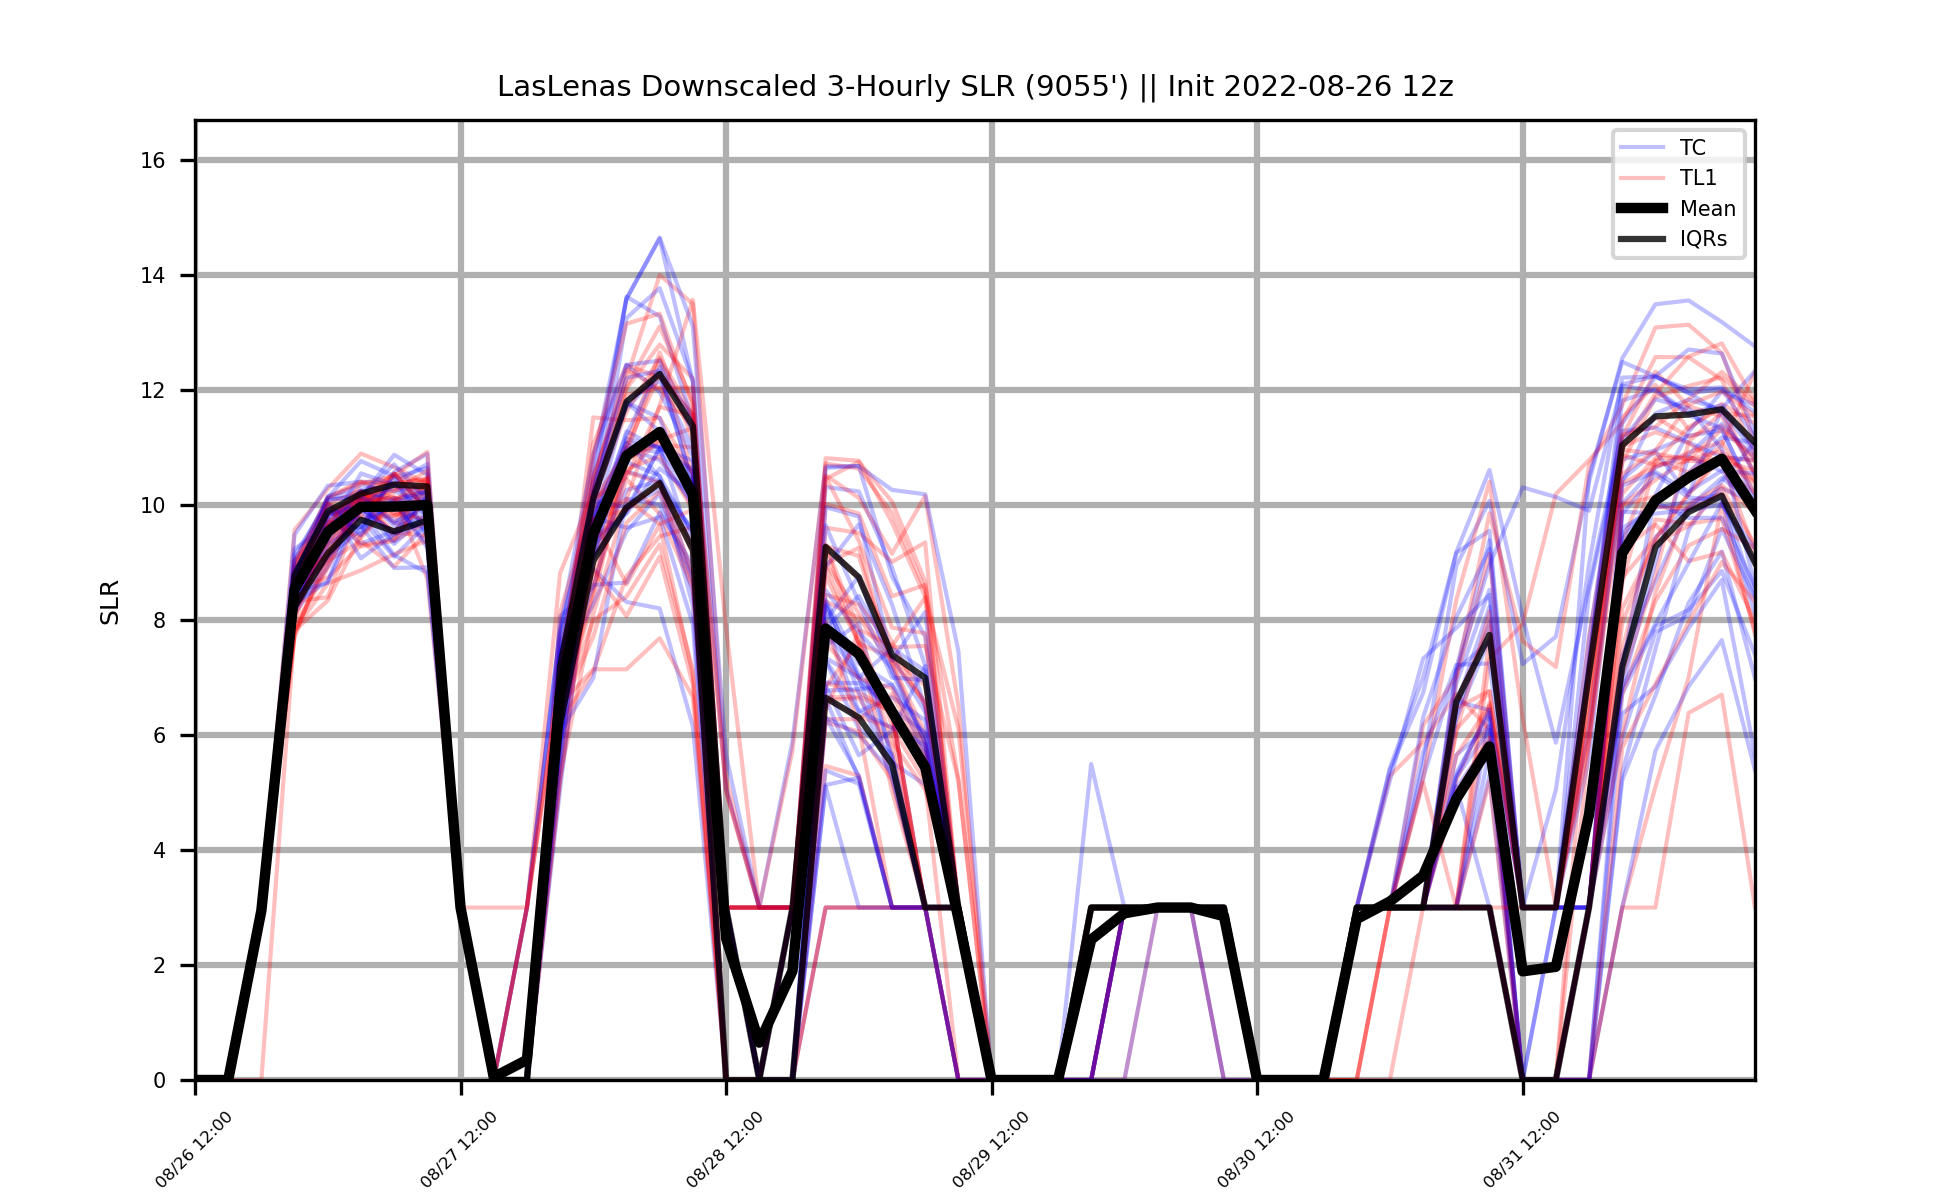 LasLenas Downscaled 3-Hourly SLR (9055') || Init 2022-08-26 12z
TC
TL1
Mean
IQRs
SLR
16
14
12
10
8
6
4
2
0
08/26 12:00
08/27 12:00
08/28 12:00
08/29 12:00
08/30 12:00
08/31 12:00